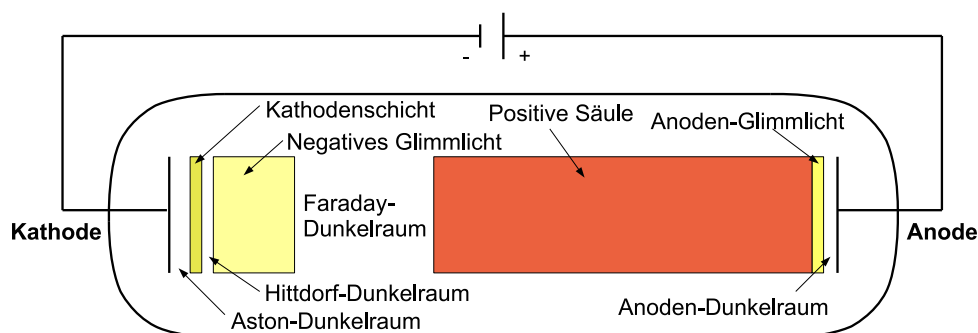 - +
Kathodenschicht
Positive Säule
Anoden-Glimmlicht
Negatives Glimmlicht
Faraday-
Dunkelraum
Kathode
Anode
Hittdorf-Dunkelraum
Anoden-Dunkelraum
Aston-Dunkelraum